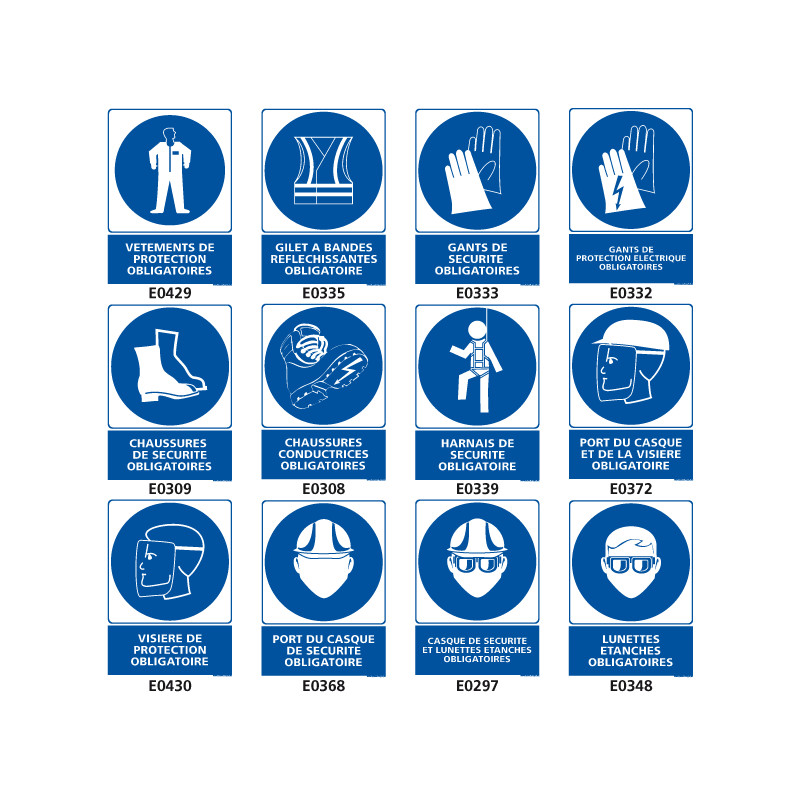 VETEMENTS DE
PROTECTION
OBLIGATOIRES
E0429
GILET A BANDES
REFLECHISSANTES
OBLIGATOIRE
E0335
GANTS DE
SECURITE
OBLIGATOIRES
E0333
GANTS DE
PROTECTION ELECTRIQUE
OBLIGATOIRES
E0332
CHAUSSURES
DE SECURITE
OBLIGATOIRES
E0309
CHAUSSURES
CONDUCTRICES
OBLIGATOIRES
E0308
HARNAIS DE
SECURITE
OBLIGATOIRE
E0339
PORT DU CASQUE
ET DE LA VISIERE
OBLIGATOIRE
E0372
VISIERE DE
PROTECTION
OBLIGATOIRE
E0430
PORT DU CASQUE
DE SECURITE
OBLIGATOIRE
E0368
CASQUE DE SECURITE
ET LUNETTES ETANCHES
OBLIGATOIRES
E0297
LUNETTES
ETANCHES
OBLIGATOIRES
E0348